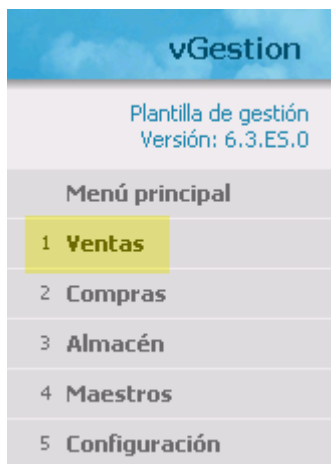 vGestion
Plantilla de gestión
Versión: 6.3.ES.0
Menú principal
1 Ventas
2 Compras
3 Almacén
4 Maestros
5 Configuración